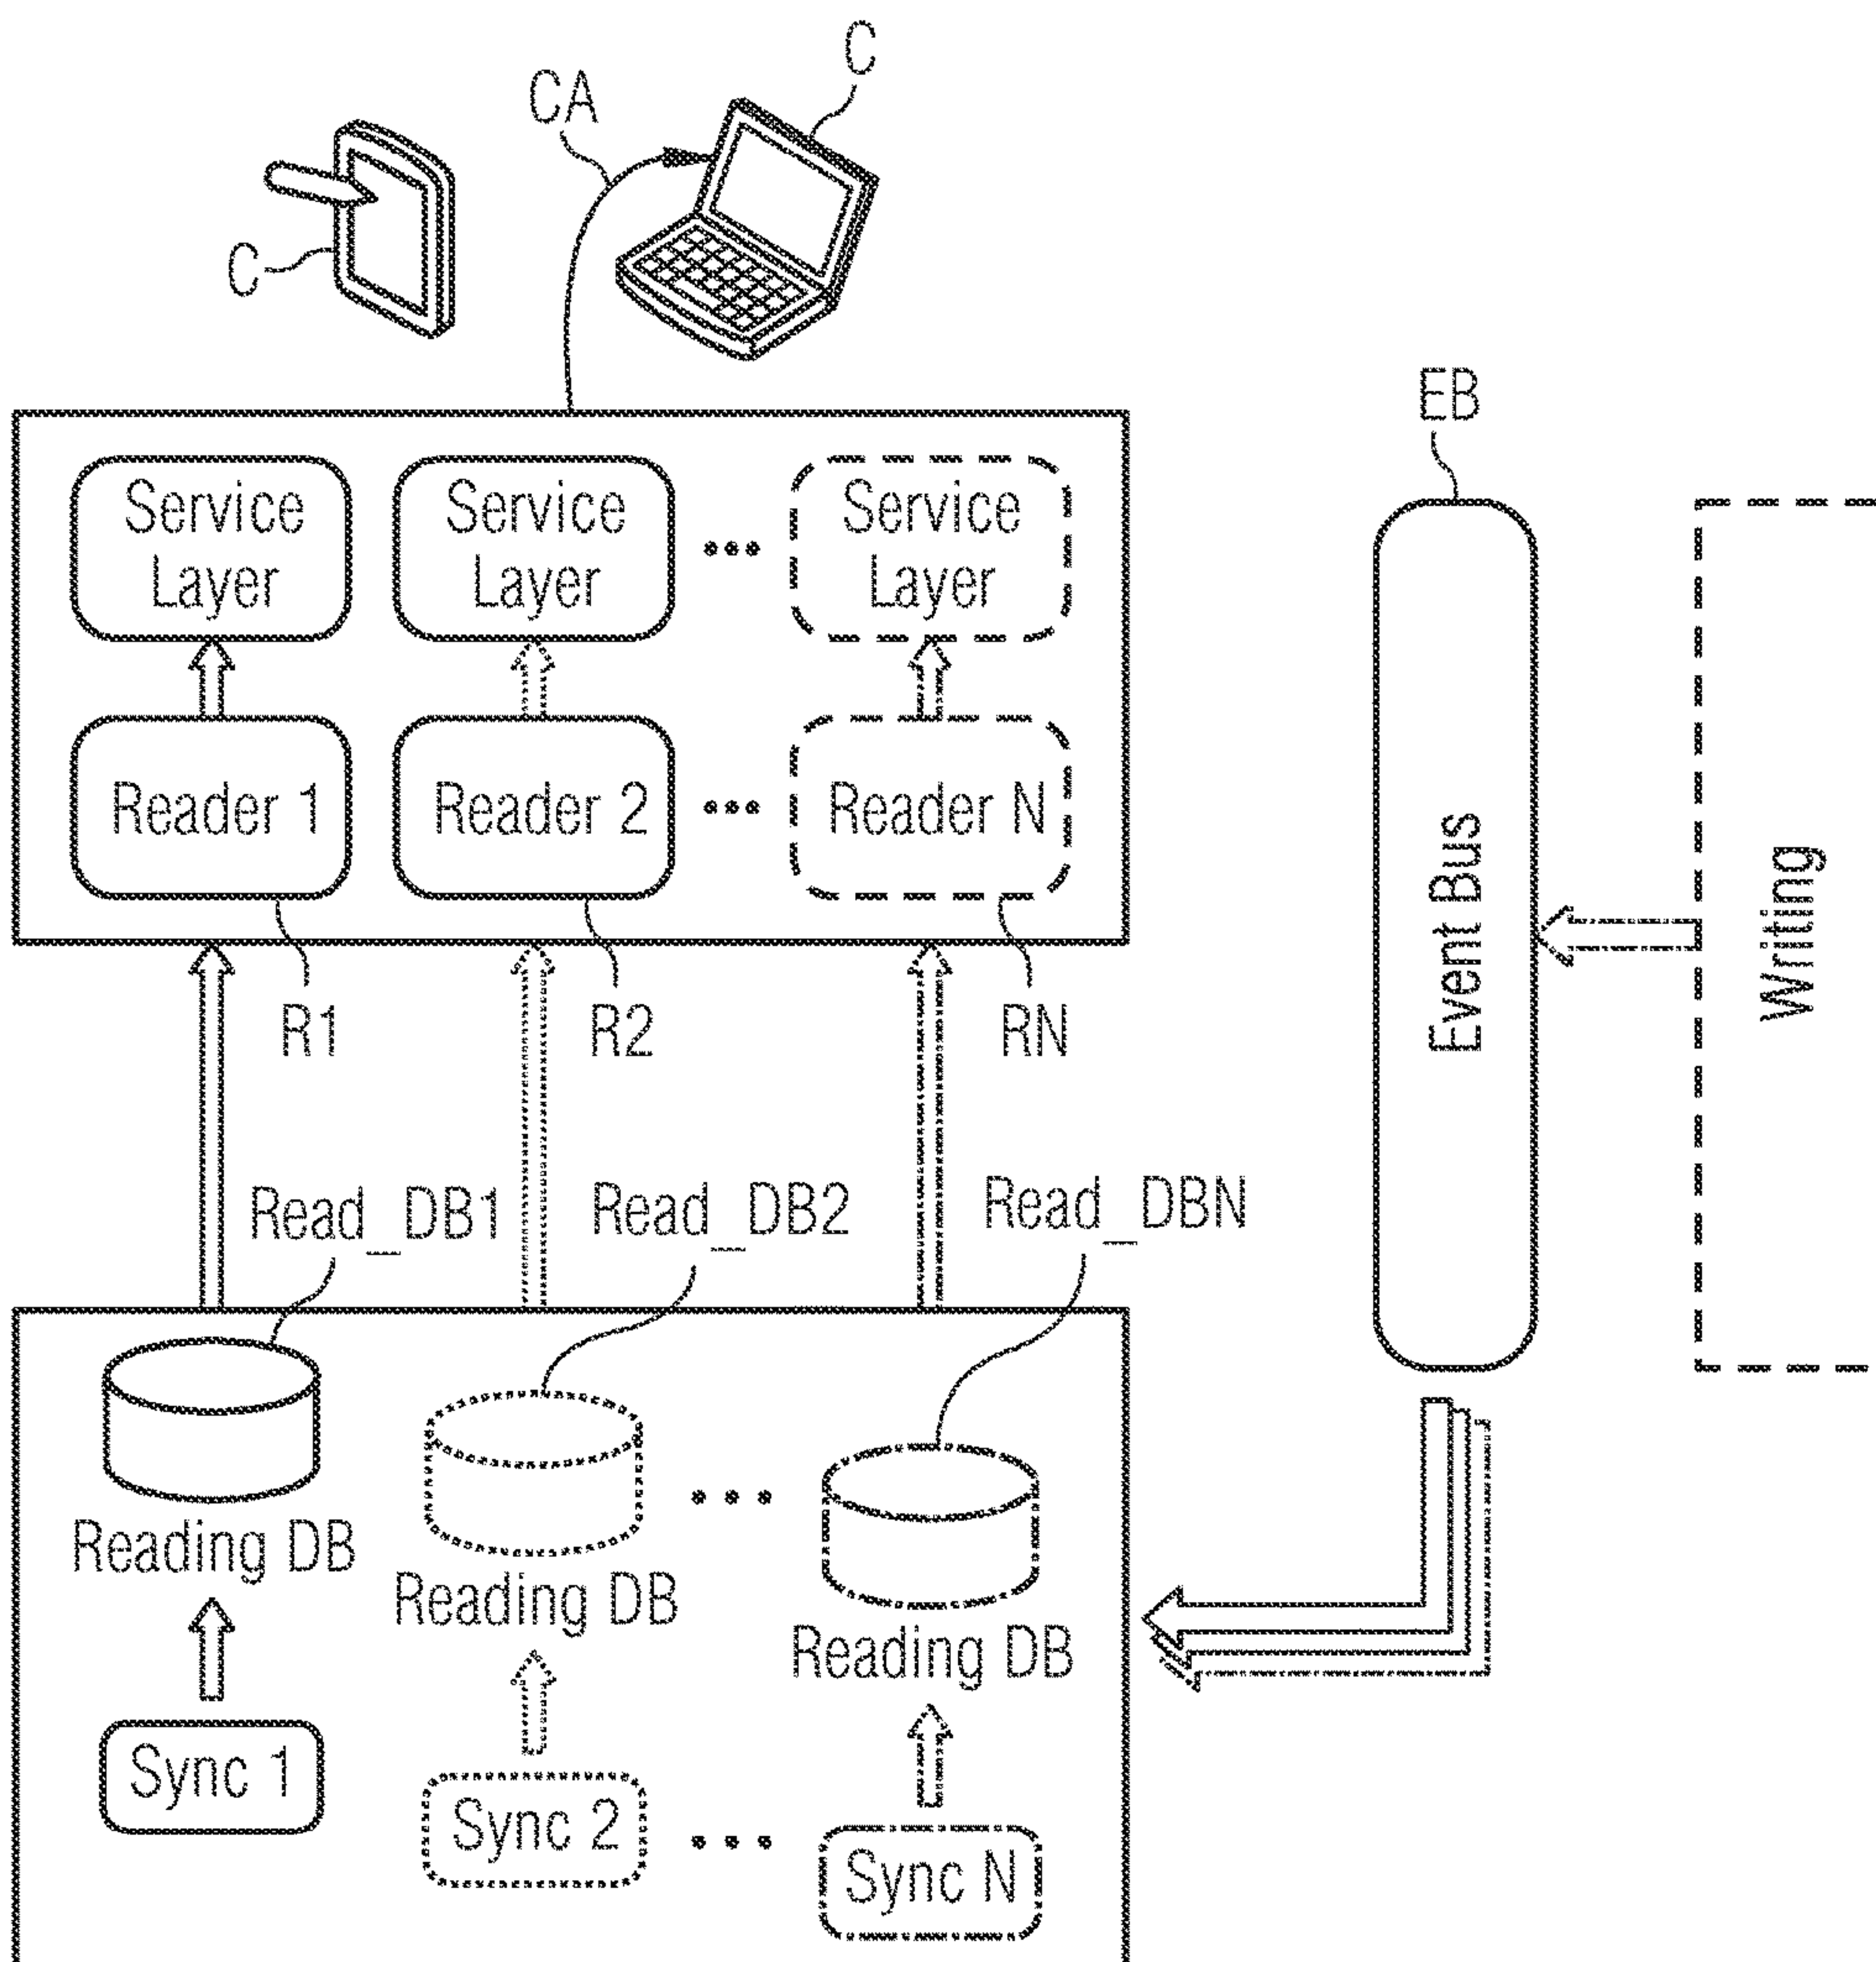 C
CA
C
EB
Service
Layer
Service
Layer
...
Service
Layer
Reader 1
Reader 2
...
Reader N
R1
R2
RN
Event Bus
Writing
Read_DB1
Read_DB2
Read_DBN
Reading DB
Reading DB
...
Reading DB
Sync 1
Sync 2
...
Sync N